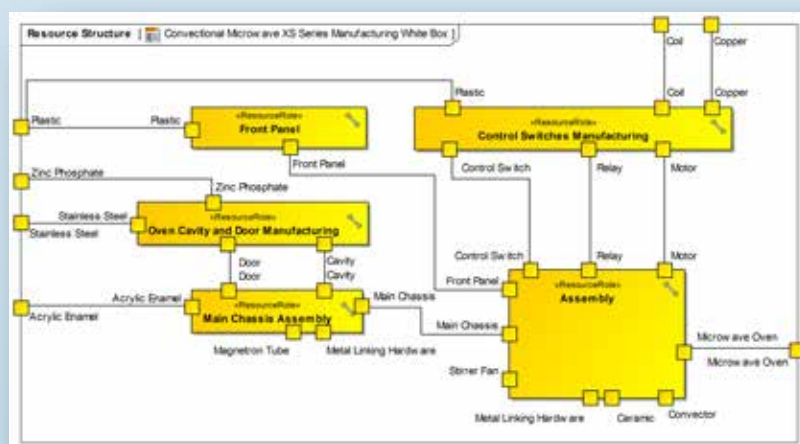 Resource Structure [ Convectional Microwave XS Series Manufacturing White Box ]
Coil
Copper
Plastic
Coil
Copper
Plastic
Plastic
«ResourceRole»
Front Panel
«ResourceRole»
Control Switches Manufacturing
Front Panel
Control Switch
Relay
Motor
Zinc Phosphate
Zinc Phosphate
Stainless Steel
Stainless Steel
«ResourceRole»
Oven Cavity and Door Manufacturing
Door
Door
Cavity
Cavity
Control Switch
Relay
Motor
Front Panel
«ResourceRole»
Assembly
Acrylic Enamel
Acrylic Enamel
«ResourceRole»
Main Chassis Assembly
Main Chassis
Main Chassis
Magnetron Tube
Metal Linking Hardware
Microwave Oven
Microwave Oven
Stirrer Fan
Metal Linking Hardware
Ceramic
Convector